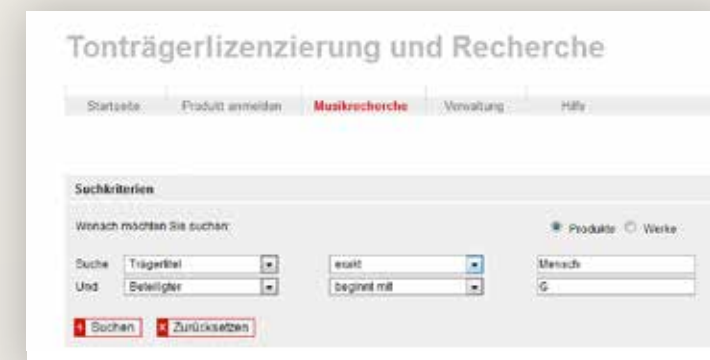 Tonträgerlizenzierung und Recherche
Startseite Produkt anmelden Musikrecherche Verwaltung Hilfe
Suchkriterien
Wonach möchten Sie suchen: Produkte Werke
Suche Trägertitel exakt Mensch
Und Beteiligter beginnt mit G
Suchen Zurücksetzen